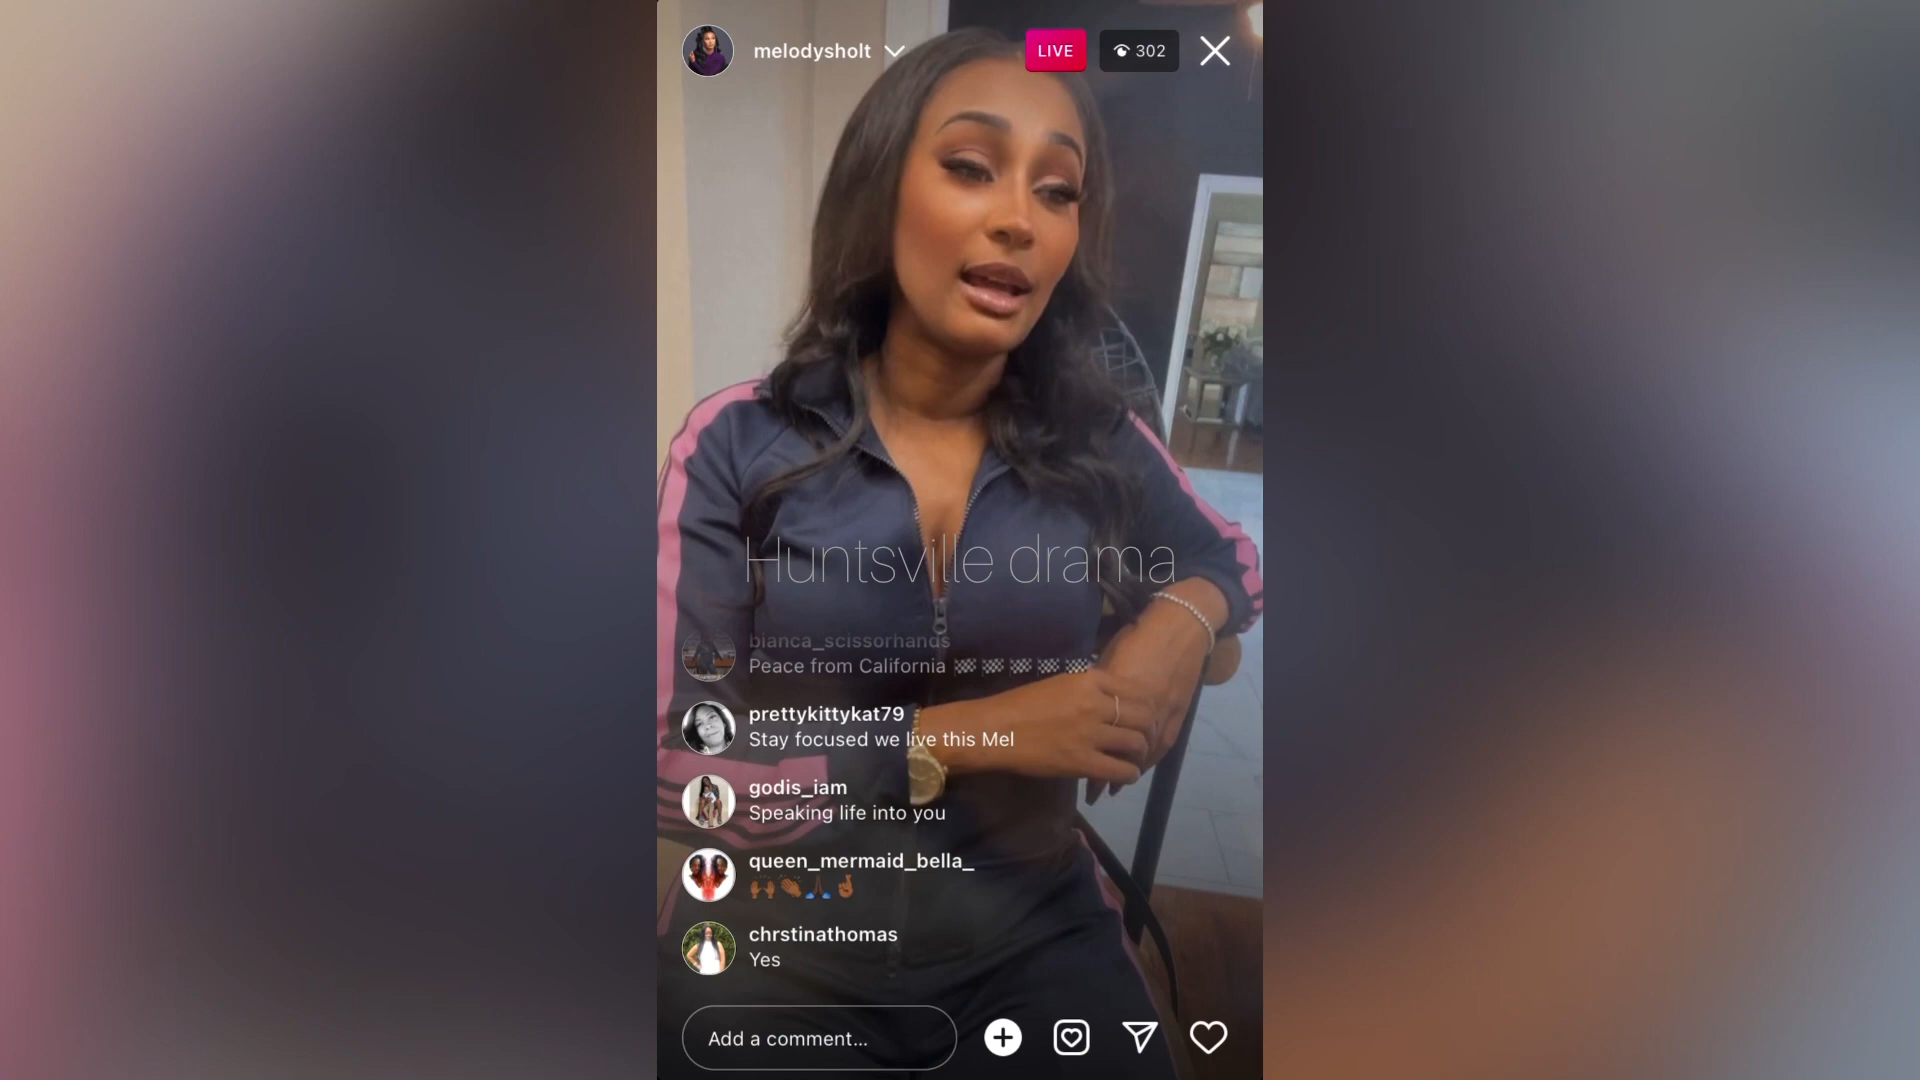 melodysholt
LIVE
302
Huntsville drama
bianca_scissorhands
Peace from California
prettykittykat79
Stay focused we live this Mel
godis_iam
Speaking life into you
queen_mermaid_bella_
chrstinathomas
Yes
Add a comment...